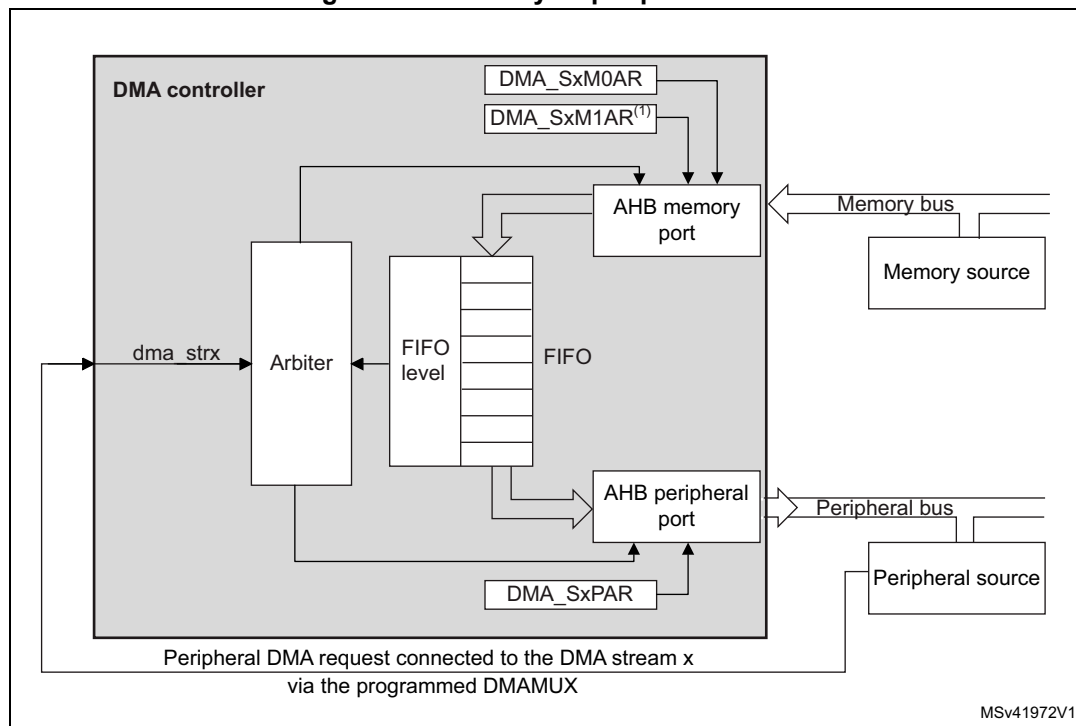 DMA controller
DMA_SxM0AR
DMA_SxM1AR(1)
AHB memory
port
Memory bus
Memory source
dma_strx
Arbiter
FIFO
level
FIFO
AHB peripheral
port
Peripheral bus
Peripheral source
DMA_SxPAR
Peripheral DMA request connected to the DMA stream x
via the programmed DMAMUX
MSv41972V1